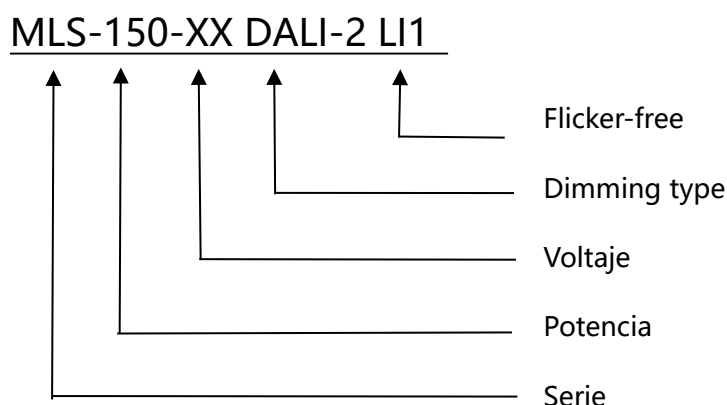 MLS-150-XX DALI-2 LI1
Flicker-free
Dimming type
Voltaje
Potencia
Serie